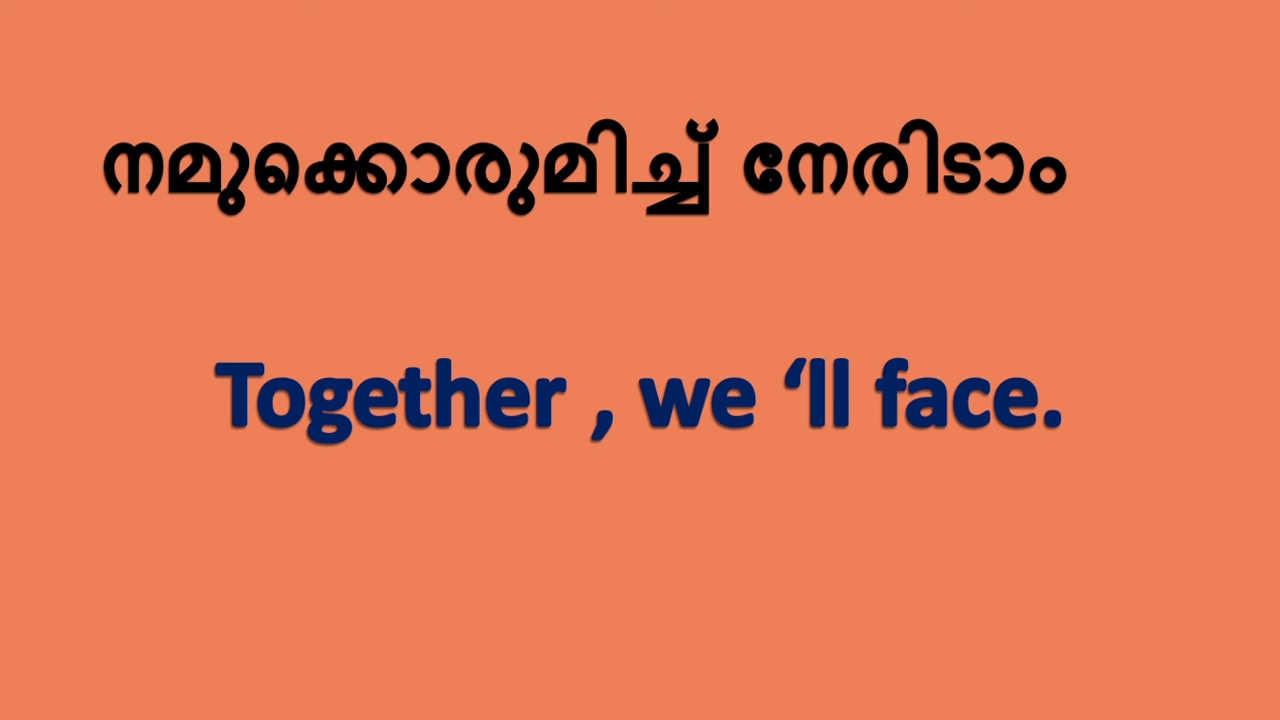 നമുക്കൊരുമിച്ച് നേരിടാം
Together , we ‘ll face.